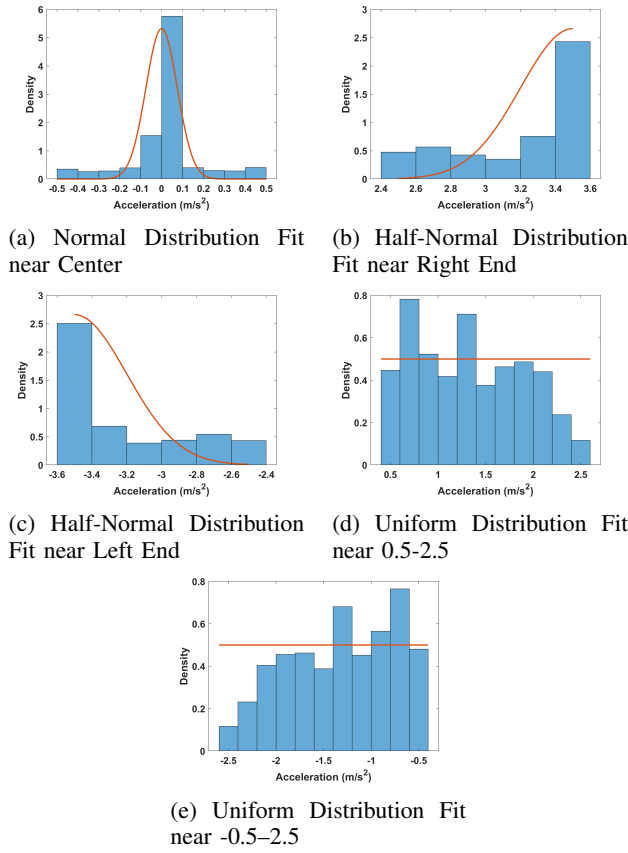 6
5
4
3
2
1
0
Density
-0.5 -0.4 -0.3 -0.2 -0.1 0 0.1 0.2 0.3 0.4 0.5
Acceleration (m/s²)
(a) Normal Distribution Fit
near Center
3
2.5
2
1.5
1
0.5
0
Density
2.4 2.6 2.8 3 3.2 3.4 3.6
Acceleration (m/s²)
(b) Half-Normal Distribution
Fit near Right End
3
2.5
2
1.5
1
0.5
0
Density
-3.6 -3.4 -3.2 -3 -2.8 -2.6 -2.4
Acceleration (m/s²)
(c) Half-Normal Distribution
Fit near Left End
0.8
0.6
0.4
0.2
0
Density
0.5 1 1.5 2 2.5
Acceleration (m/s²)
(d) Uniform Distribution Fit
near 0.5-2.5
0.8
0.6
0.4
0.2
0
Density
-2.5 -2 -1.5 -1 -0.5
Acceleration (m/s²)
(e) Uniform Distribution Fit
near -0.5–2.5